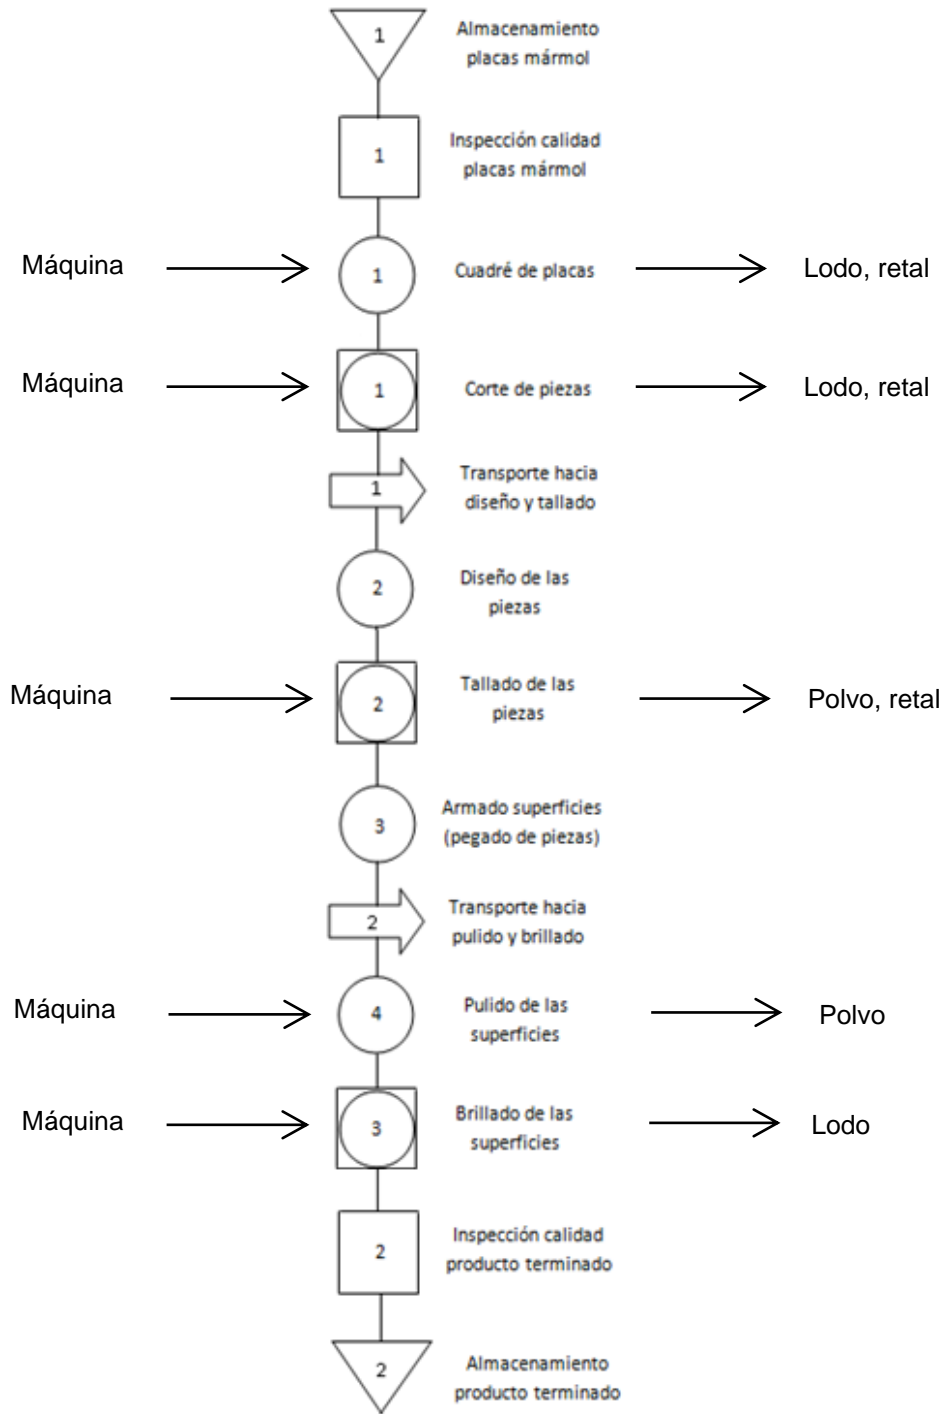 1
Almacenamiento
placas mármol
1
Inspección calidad
placas mármol
Máquina
1
Cuadré de placas
Lodo, retal
Máquina
1
Corte de piezas
Lodo, retal
1
Transporte hacia
diseño y tallado
2
Diseño de las
piezas
Máquina
2
Tallado de las
piezas
Polvo, retal
3
Armado superficies
(pegado de piezas)
2
Transporte hacia
pulido y brillado
Máquina
4
Pulido de las
superficies
Polvo
Máquina
3
Brillado de las
superficies
Lodo
2
Inspección calidad
producto terminado
2
Almacenamiento
producto terminado